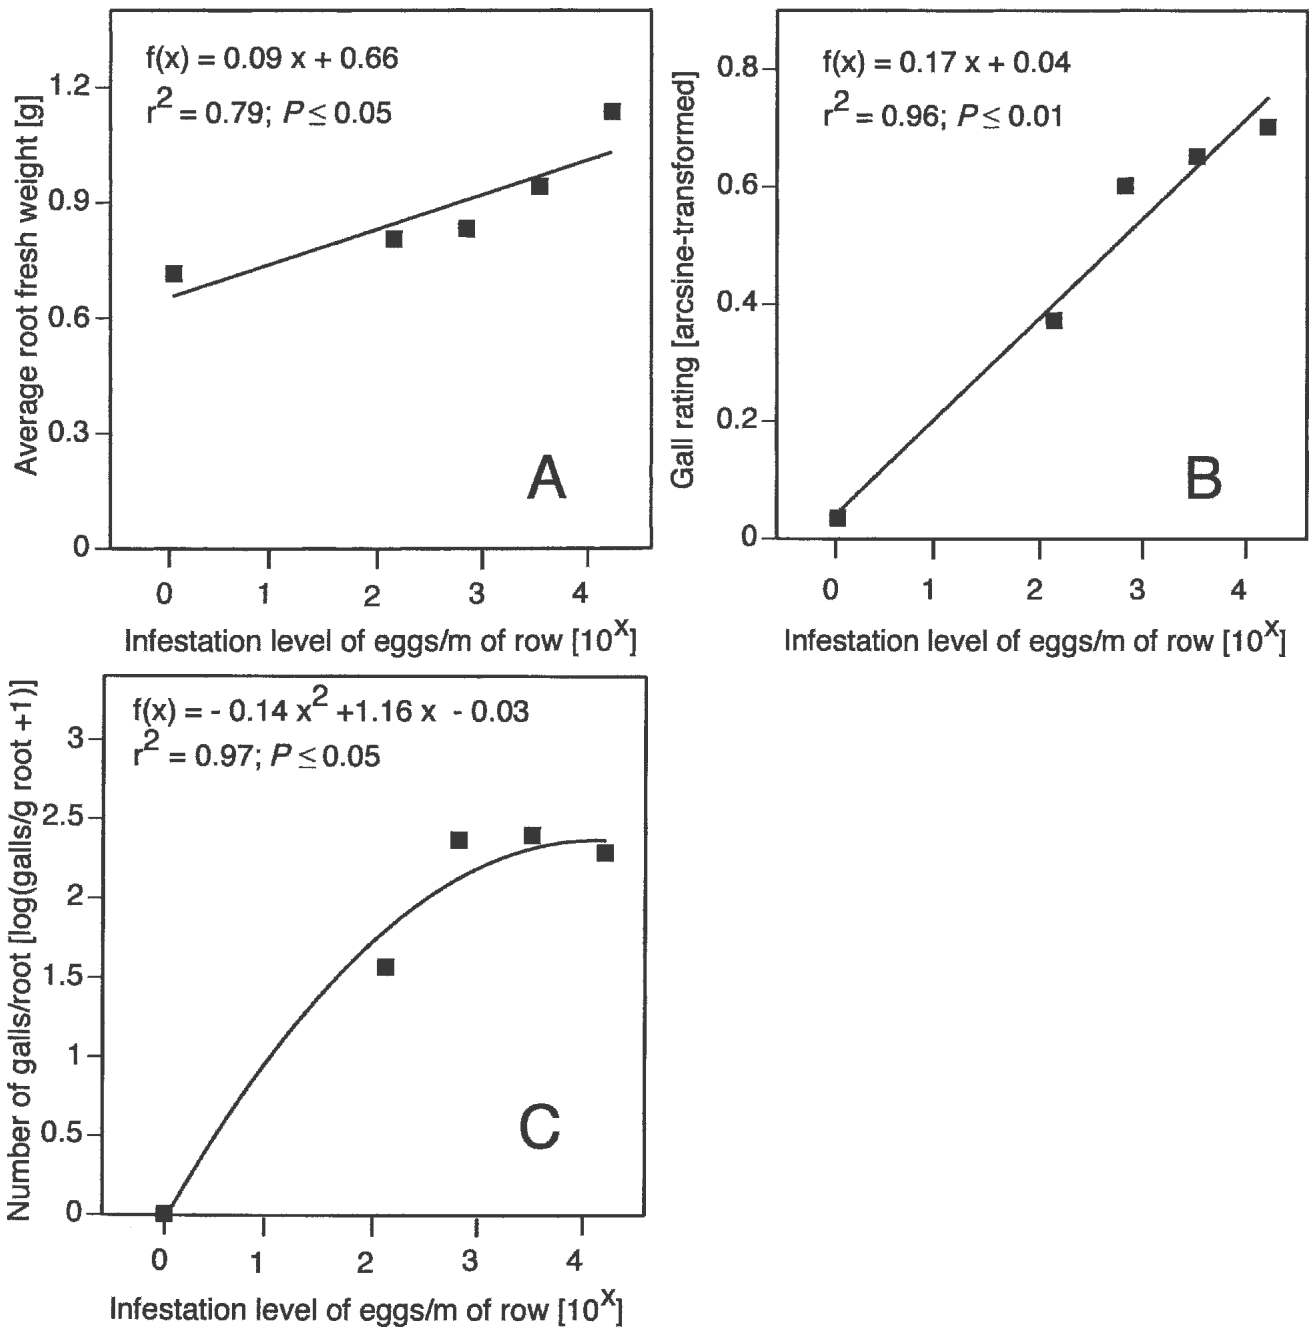 f(x) = 0.09 x + 0.66
r² = 0.79; P ≤ 0.05
Average root fresh weight [g]
1.2
0.9
0.6
0.3
0
A
0 1 2 3 4
Infestation level of eggs/m of row [10ˣ]
f(x) = 0.17 x + 0.04
r² = 0.96; P ≤ 0.01
Gall rating [arcsine-transformed]
0.8
0.6
0.4
0.2
0
B
0 1 2 3 4
Infestation level of eggs/m of row [10ˣ]
f(x) = - 0.14 x² +1.16 x - 0.03
r² = 0.97; P ≤ 0.05
Number of galls/root [log(galls/g root +1)]
3
2.5
2
1.5
1
0.5
0
C
0 1 2 3 4
Infestation level of eggs/m of row [10ˣ]